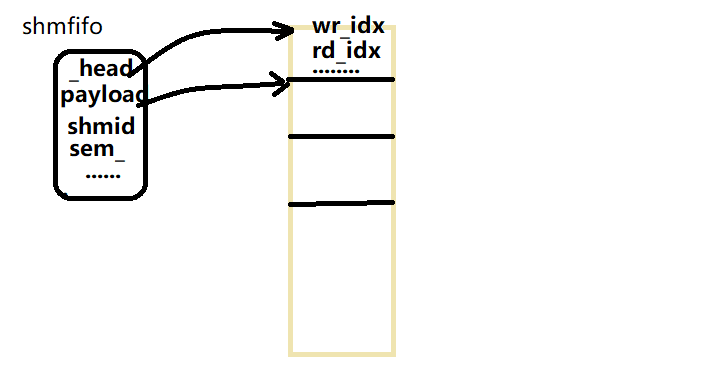 shmfifo
_head
payload
shmid
sem_
......
wr_idx
rd_idx
........